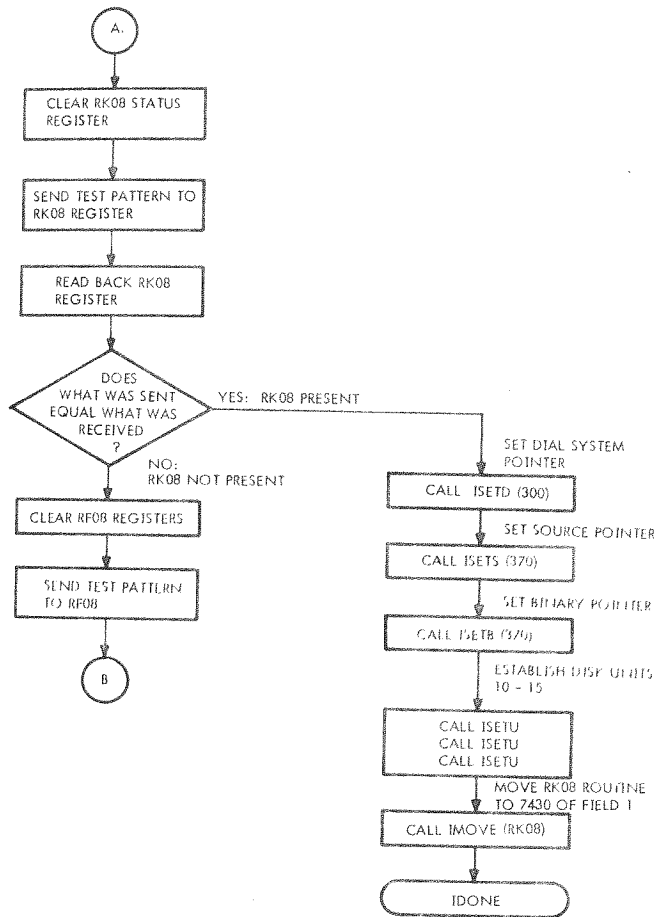 A.
CLEAR RK08 STATUS
REGISTER
SEND TEST PATTERN TO
RK08 REGISTER
READ BACK RK08
REGISTER
DOES
WHAT WAS SENT
EQUAL WHAT WAS
RECEIVED
?
YES: RK08 PRESENT
NO:
RK08 NOT PRESENT
CLEAR RF08 REGISTERS
SEND TEST PATTERN
TO RF08
B
SET DIAL SYSTEM
POINTER
CALL ISETD (300)
SET SOURCE POINTER
CALL ISETS (370)
SET BINARY POINTER
CALL ISETB (370)
ESTABLISH DISK UNITS
10 - 15
CALL ISETU
CALL ISETU
CALL ISETU
MOVE RK08 ROUTINE
TO 7430 OF FIELD 1
CALL IMOVE (RK08)
IDONE